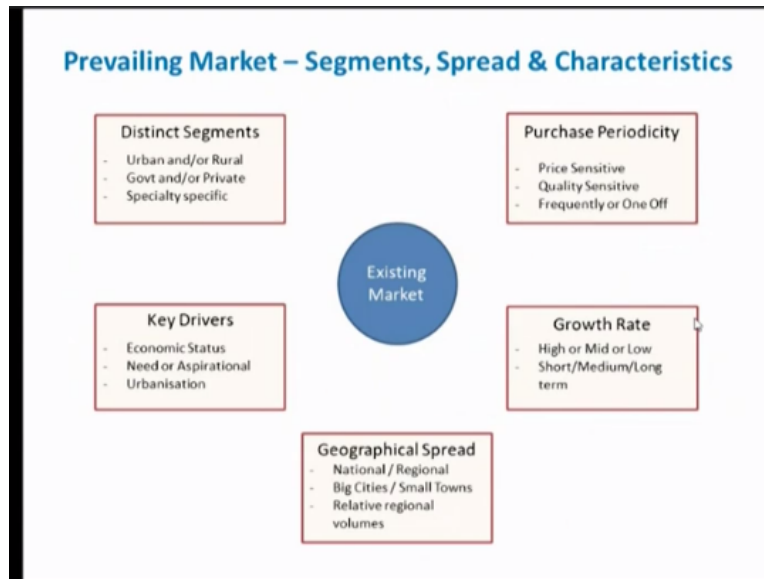 Prevailing Market – Segments, Spread & Characteristics
Distinct Segments
- Urban and/or Rural
- Govt and/or Private
- Specialty specific
Purchase Periodicity
- Price Sensitive
- Quality Sensitive
- Frequently or One Off
Existing
Market
Key Drivers
- Economic Status
- Need or Aspirational
- Urbanisation
Growth Rate
- High or Mid or Low
- Short/Medium/Long
term
Geographical Spread
- National / Regional
- Big Cities / Small Towns
- Relative regional
volumes